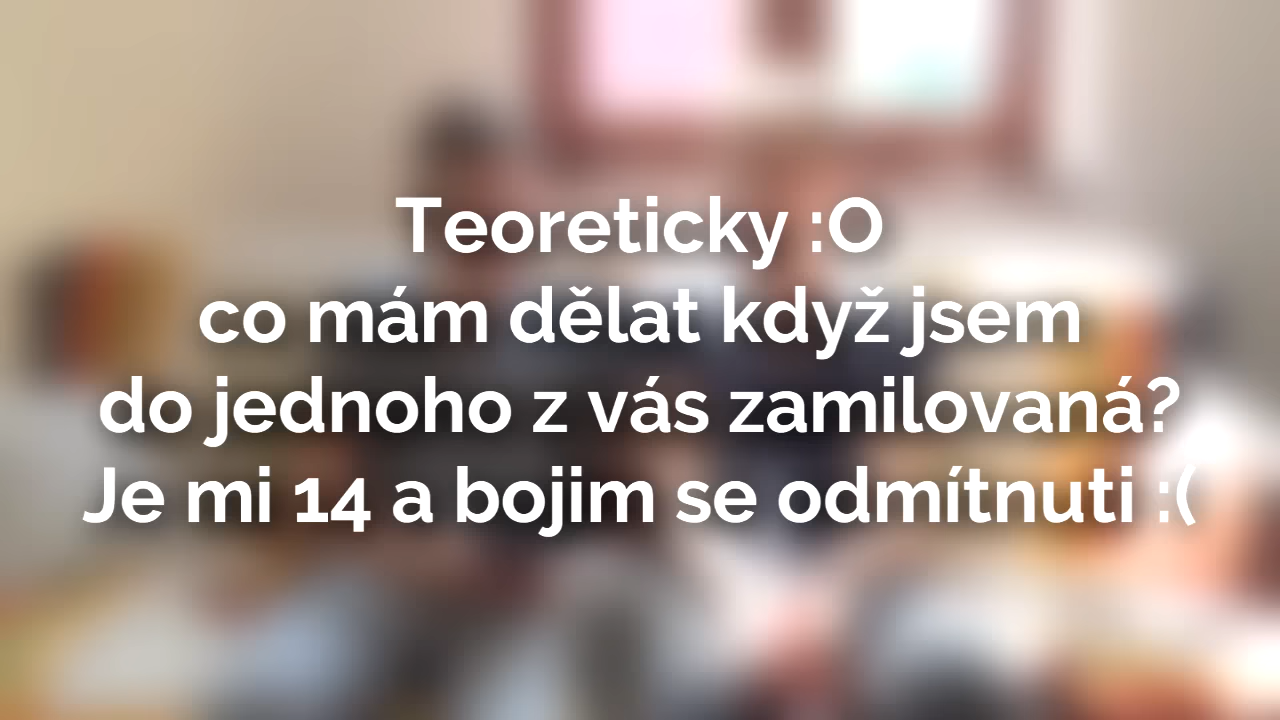 Teoreticky :O
co mám dělat když jsem
do jednoho z vás zamilovaná?
Je mi 14 a bojim se odmítnuti :(